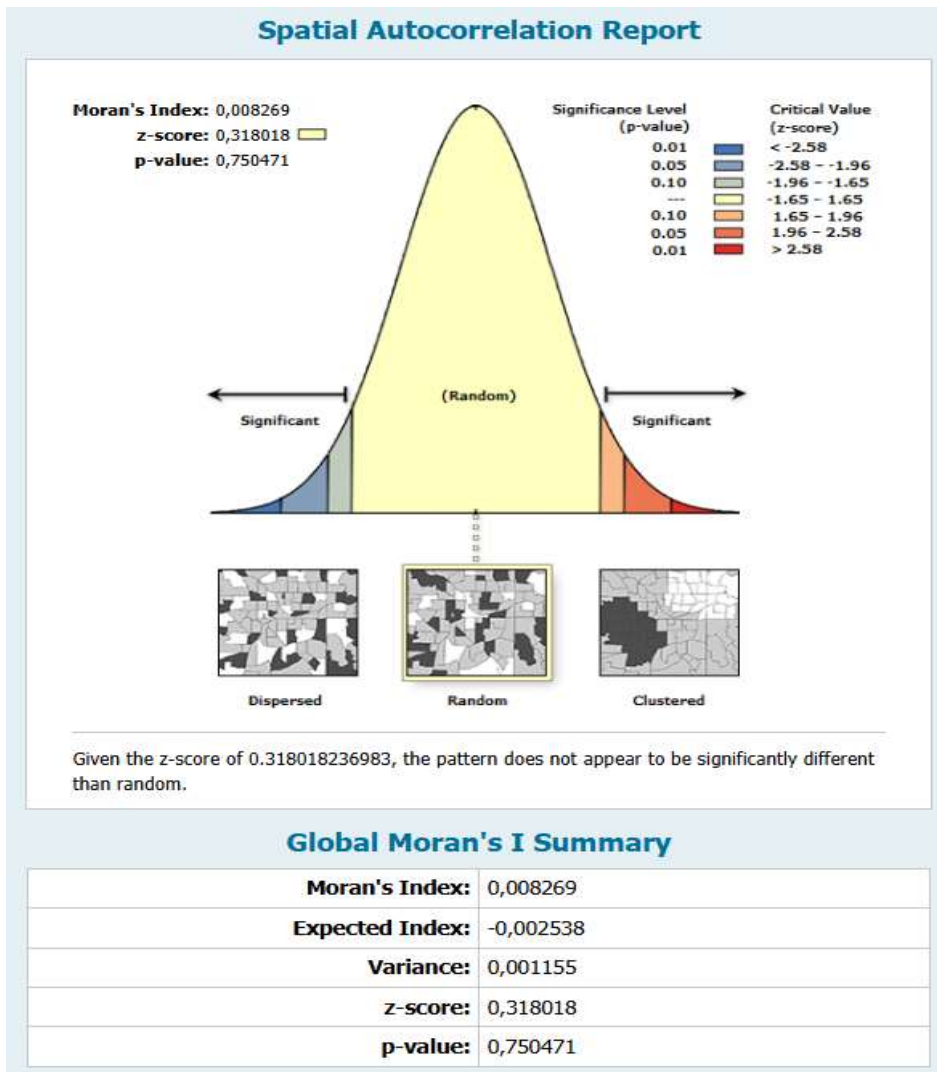 Spatial Autocorrelation Report
Moran's Index: 0,008269
z-score: 0,318018
p-value: 0,750471
Significance Level
(p-value)
Critical Value
(z-score)
0.01 < -2.58
0.05 -2.58 - -1.96
0.10 -1.96 - -1.65
--- -1.65 - 1.65
0.10 1.65 - 1.96
0.05 1.96 - 2.58
0.01 > 2.58
(Random)
Significant
Significant
Dispersed
Random
Clustered
Given the z-score of 0.318018236983, the pattern does not appear to be significantly different
than random.
Global Moran's I Summary
Moran's Index: 0,008269
Expected Index: -0,002538
Variance: 0,001155
z-score: 0,318018
p-value: 0,750471